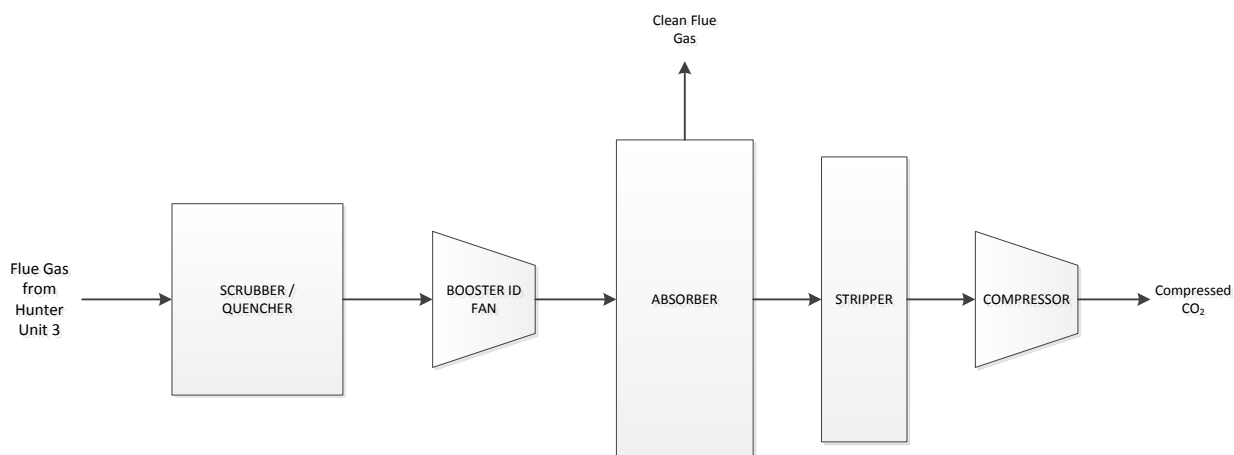 Clean Flue
Gas
Flue Gas
from
Hunter
Unit 3
SCRUBBER /
QUENCHER
BOOSTER ID
FAN
ABSORBER
STRIPPER
COMPRESSOR
Compressed
CO₂